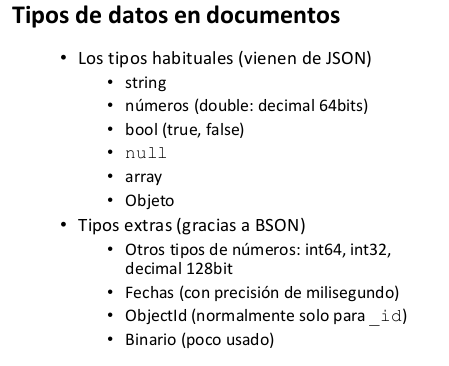 Tipos de datos en documentos
• Los tipos habituales (vienen de JSON)
• string
• números (double: decimal 64bits)
• bool (true, false)
• null
• array
• Objeto
• Tipos extras (gracias a BSON)
• Otros tipos de números: int64, int32,
decimal 128bit
• Fechas (con precisión de milisegundo)
• ObjectId (normalmente solo para _id)
• Binario (poco usado)